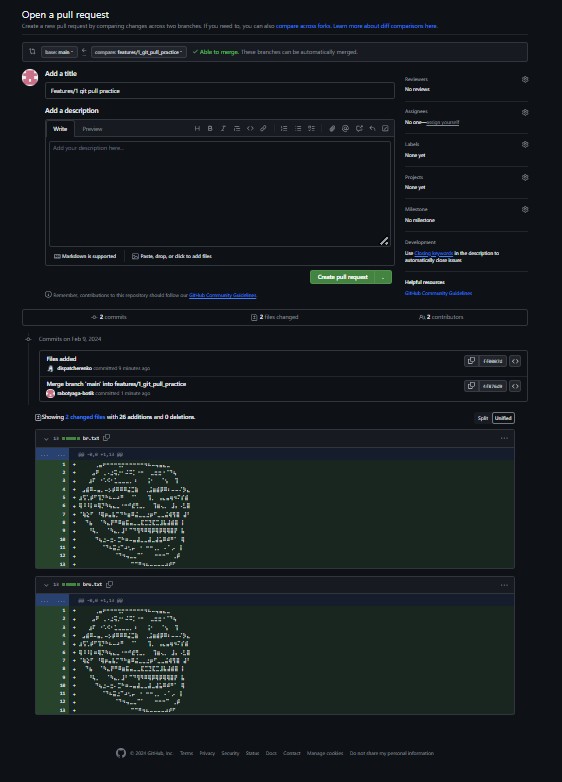 Open a pull request
Create a new pull request by comparing changes across two branches. If you need to, you can also compare across forks. Learn more about diff comparisons here.
base: main
compare: features/1_git_pull_practice
Able to merge. These branches can be automatically merged.
Add a title
Features/1 git pull practice
Add a description
Write
Preview
Add your description here...
Markdown is supported
Paste, drop, or click to add files
Create pull request
Remember, contributions to this repository should follow our GitHub Community Guidelines.
Reviewers
No reviews
Assignees
No one—assign yourself
Labels
None yet
Projects
None yet
Milestone
No milestone
Development
Use Closing keywords in the description to
automatically close issues
Helpful resources
GitHub Community Guidelines
2 commits
2 files changed
2 contributors
Commits on Feb 9, 2024
Files added
committed 9 minutes ago
Merge branch 'main' into features/1_git_pull_practice
committed 1 minute ago
Showing 2 changed files with 26 additions and 0 deletions.
Split
Unified
13
br.txt
@@ -0,0 +1,13 @@
1 +
2 +
3 +
4 +
5 +
6 +
7 +
8 +
9 +
10 +
11 +
12 +
13 +
13
bro.txt
@@ -0,0 +1,13 @@
1 +
2 +
3 +
4 +
5 +
6 +
7 +
8 +
9 +
10 +
11 +
12 +
13 +
© 2024 GitHub, Inc. Terms Privacy Security Status Docs Contact Manage cookies Do not share my personal information